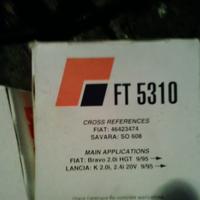 FT 5310
CROSS REFERENCES
FIAT: 46423474
SAVARA: SO 608
MAIN APPLICATIONS
FIAT: Bravo 2.0i HGT 9/95 →
LANCIA: K 2.0i, 2.4i 20V 9/95 →